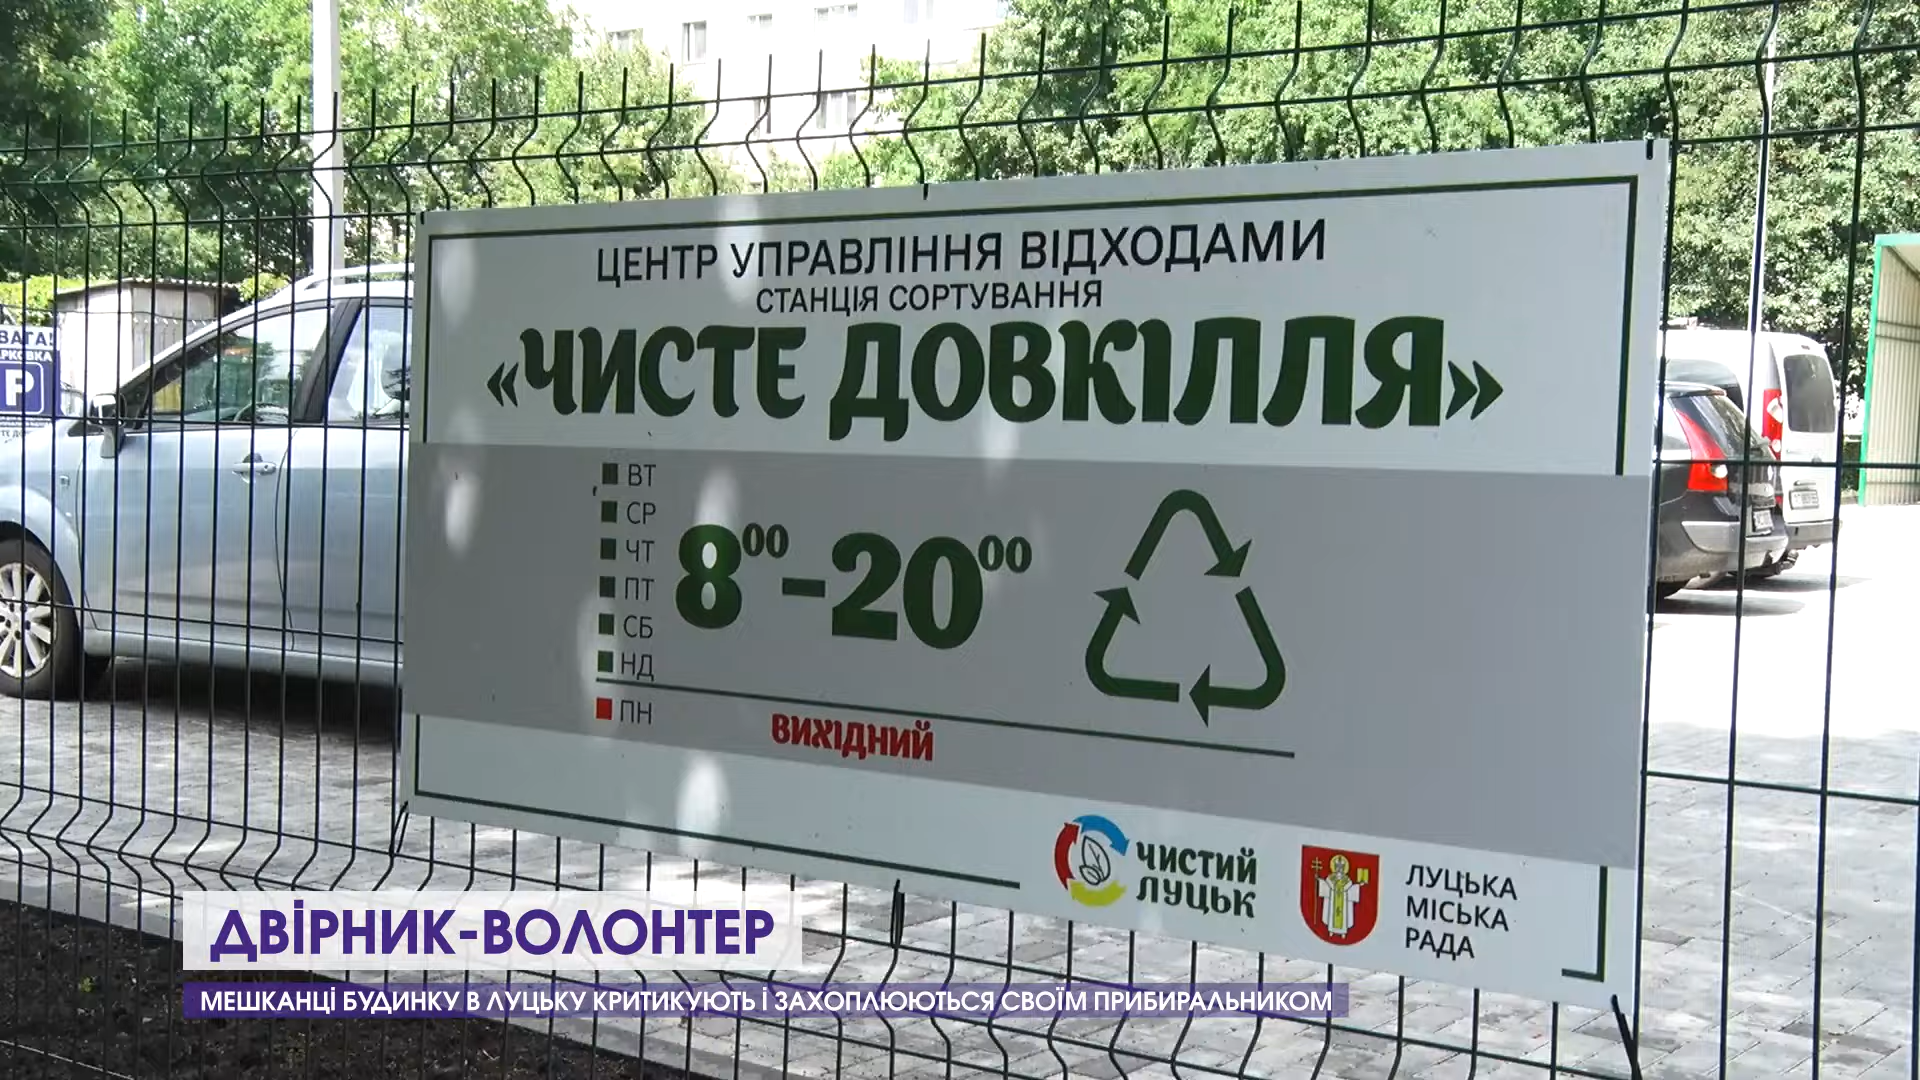 ЦЕНТР УПРАВЛІННЯ ВІДХОДАМИ
СТАНЦІЯ СОРТУВАННЯ
«ЧИСТЕ ДОВКІЛЛЯ»
ВТ
СР
ЧТ
ПТ
СБ
НД
8⁰⁰-20⁰⁰
ПН ВИХІДНИЙ
ЧИСТИЙ
ЛУЦЬК
ЛУЦЬКА
МІСЬКА
РАДА
P
ДВІРНИК-ВОЛОНТЕР
МЕШКАНЦІ БУДИНКУ В ЛУЦЬКУ КРИТИКУЮТЬ І ЗАХОПЛЮЮТЬСЯ СВОЇМ ПРИБИРАЛЬНИКОМ